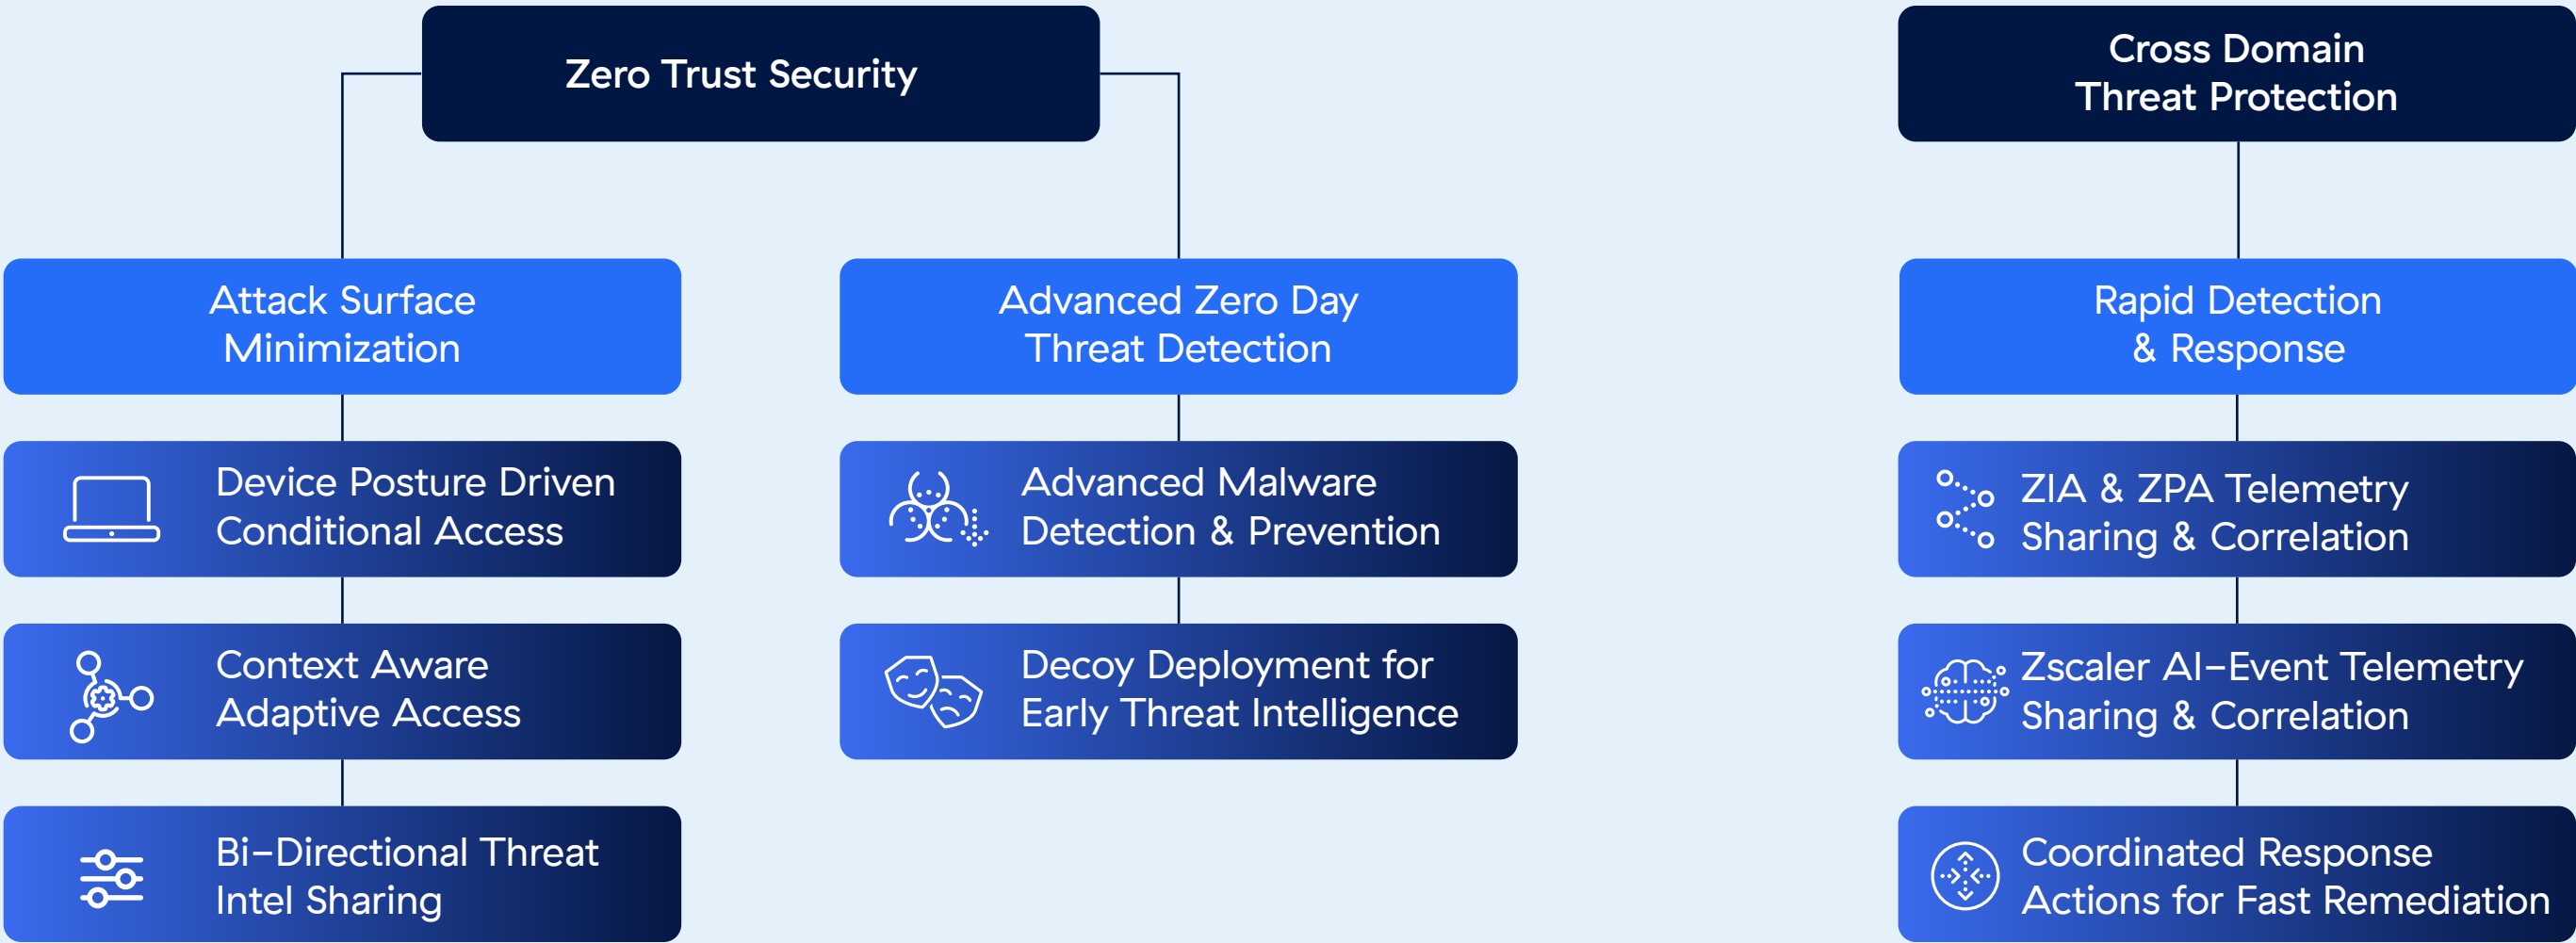 Zero Trust Security
Cross Domain
Threat Protection
Attack Surface
Minimization
Device Posture Driven
Conditional Access
Context Aware
Adaptive Access
Bi–Directional Threat
Intel Sharing
Advanced Zero Day
Threat Detection
Advanced Malware
Detection & Prevention
Decoy Deployment for
Early Threat Intelligence
Rapid Detection
& Response
ZIA & ZPA Telemetry
Sharing & Correlation
Zscaler AI–Event Telemetry
Sharing & Correlation
Coordinated Response
Actions for Fast Remediation